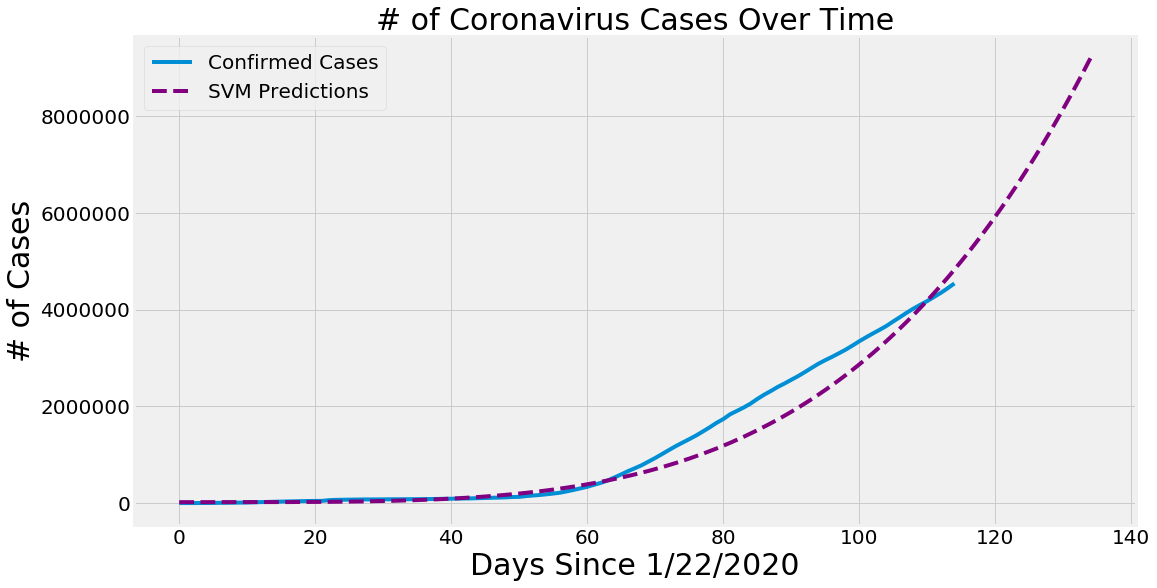 # of Coronavirus Cases Over Time
Confirmed Cases
SVM Predictions
8000000
6000000
4000000
2000000
0
# of Cases
0 20 40 60 80 100 120 140
Days Since 1/22/2020